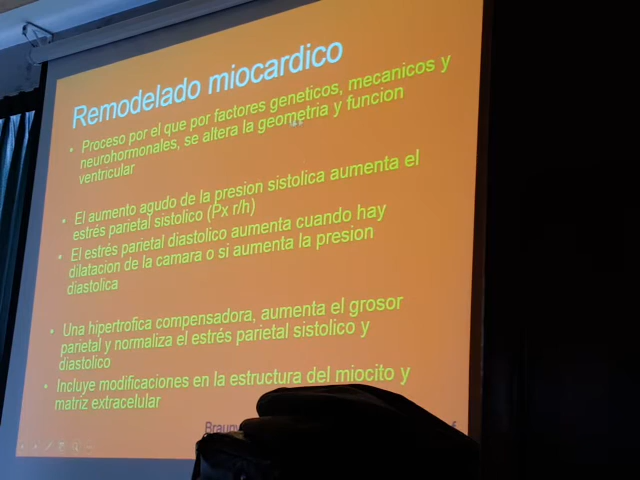 Remodelado miocardico
• Proceso por el que por factores geneticos, mecanicos y
neurohormonales, se altera la geometria y funcion
ventricular
• El aumento agudo de la presion sistolica aumenta el
estrés parietal sistolico (Px r/h)
• El estrés parietal diastolico aumenta cuando hay
dilatacion de la camara o si aumenta la presion
diastolica
• Una hipertrofica compensadora, aumenta el grosor
parietal y normaliza el estrés parietal sistolico y
diastolico
• Incluye modificaciones en la estructura del miocito y
matriz extracelular